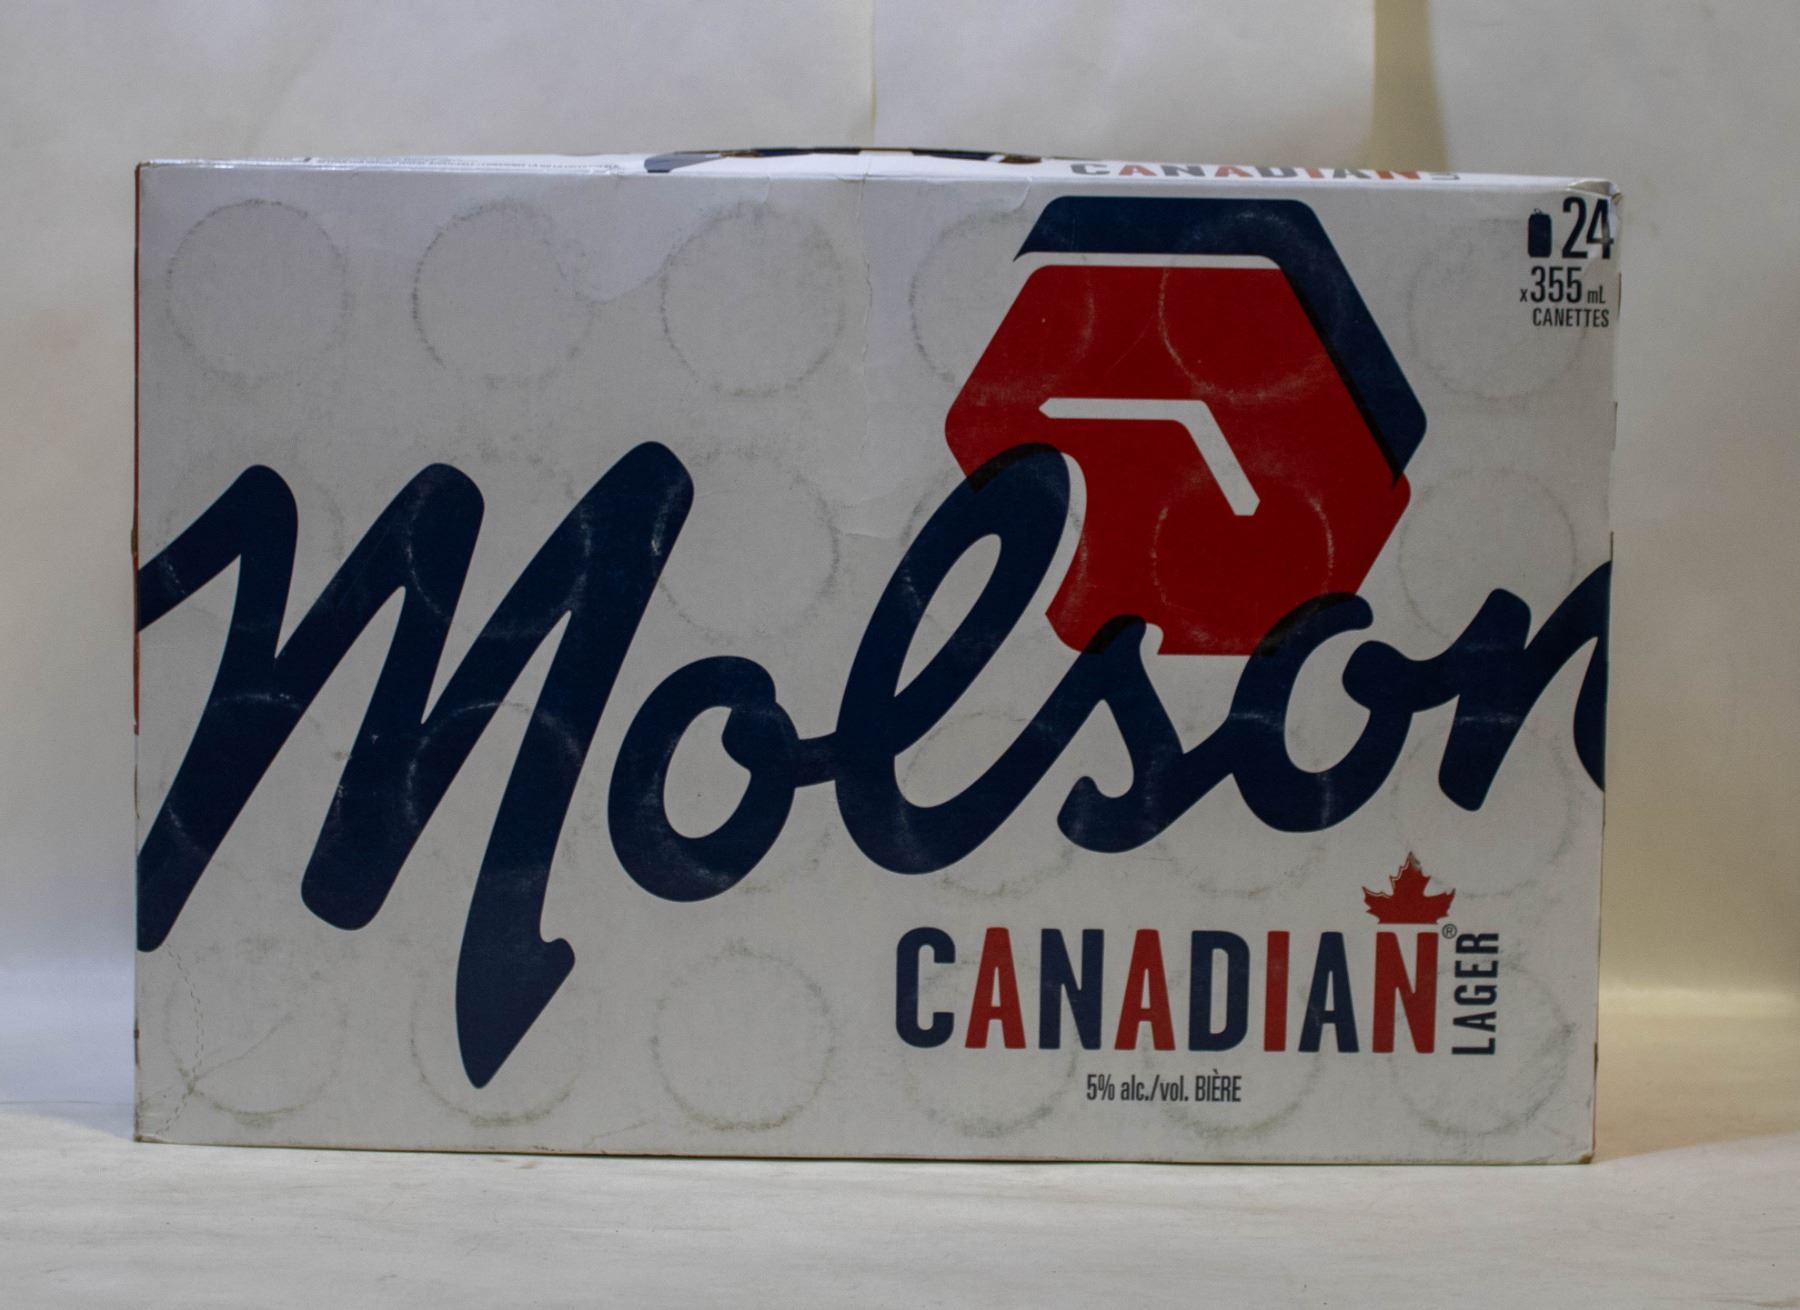 CANADIAN
24
x355 mL
CANETTES
Molson
CANADIAN® LAGER
5% alc./vol. BIÈRE